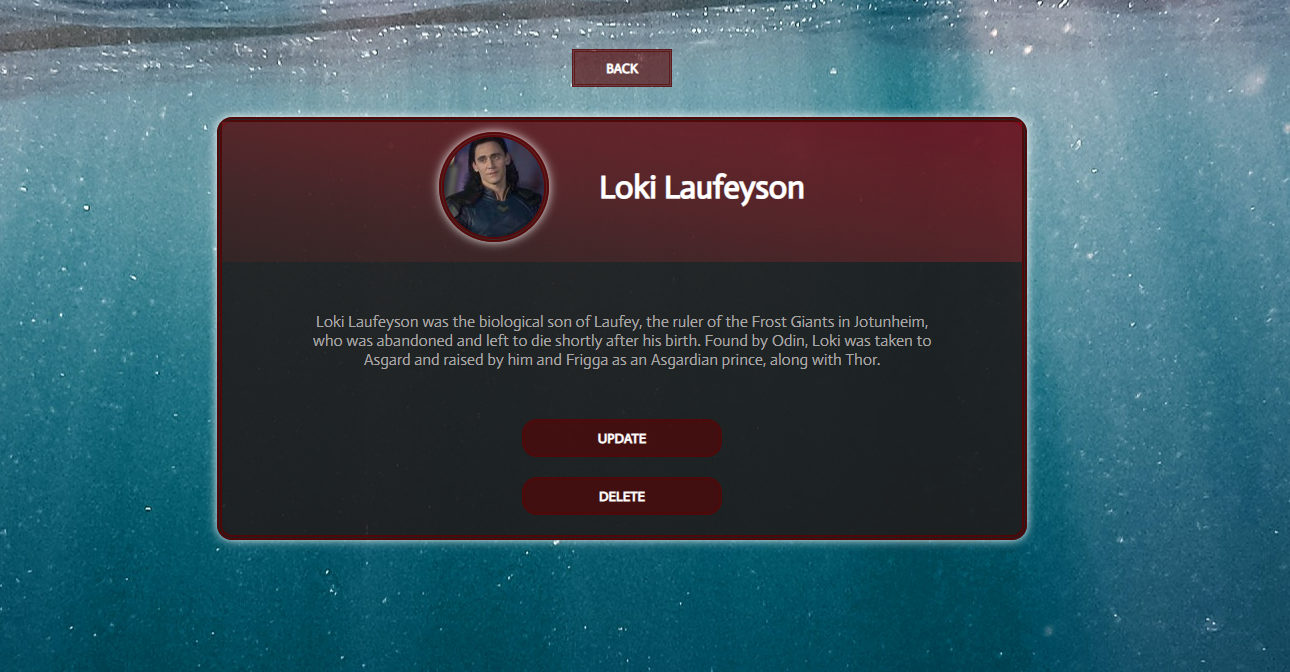 BACK
Loki Laufeyson
Loki Laufeyson was the biological son of Laufey, the ruler of the Frost Giants in Jotunheim,
who was abandoned and left to die shortly after his birth. Found by Odin, Loki was taken to
Asgard and raised by him and Frigga as an Asgardian prince, along with Thor.
UPDATE
DELETE